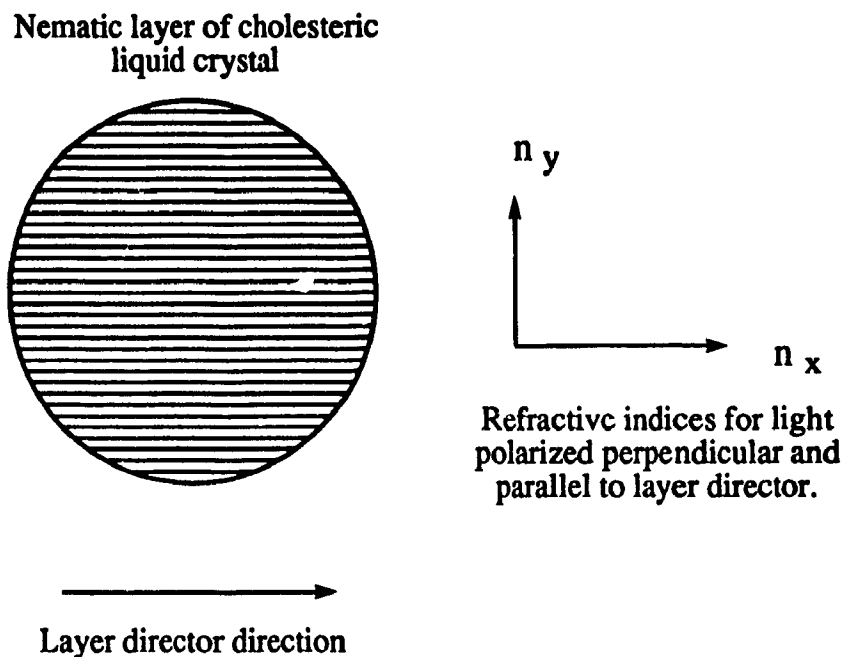 Nematic layer of cholesteric
liquid crystal
n y
n x
Refractive indices for light
polarized perpendicular and
parallel to layer director.
Layer director direction